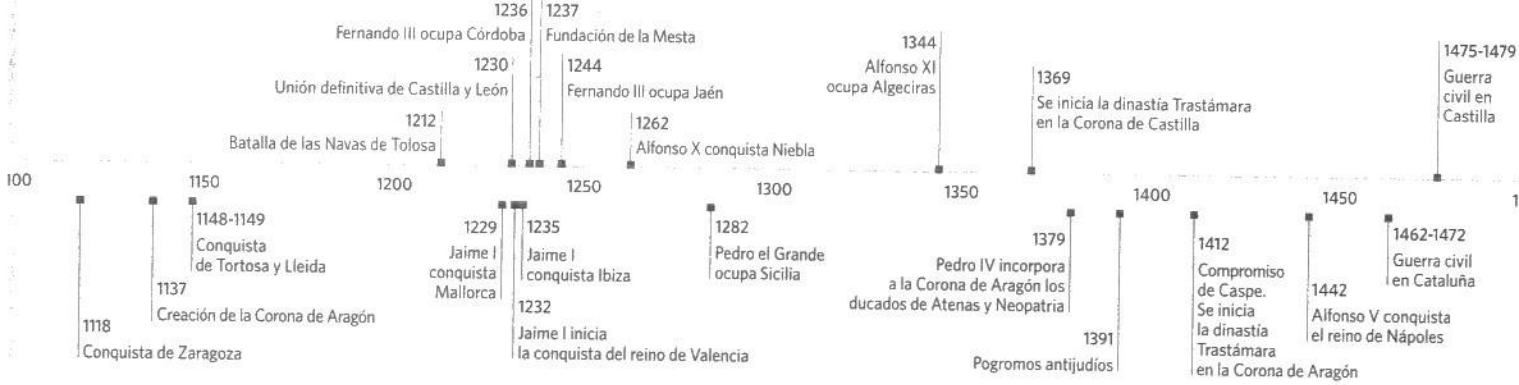 1236
Fernando III ocupa Córdoba
1237
Fundación de la Mesta
1230
Unión definitiva de Castilla y León
1244
Fernando III ocupa Jaén
1212
Batalla de las Navas de Tolosa
1262
Alfonso X conquista Niebla
1344
Alfonso XI
ocupa Algeciras
1369
Se inicia la dinastía Trastámara
en la Corona de Castilla
1475-1479
Guerra
civil en
Castilla
100
1150
1200
1250
1300
1350
1400
1450
1
1118
Conquista de Zaragoza
1137
Creación de la Corona de Aragón
1148-1149
Conquista
de Tortosa y Lleida
1229
Jaime I
conquista
Mallorca
1232
Jaime I inicia
la conquista del reino de Valencia
1235
Jaime I
conquista Ibiza
1282
Pedro el Grande
ocupa Sicilia
1379
Pedro IV incorpora
a la Corona de Aragón los
ducados de Atenas y Neopatria
1391
Pogromos antijudíos
1412
Compromiso
de Caspe.
Se inicia
la dinastía
Trastámara
en la Corona de Aragón
1442
Alfonso V conquista
el reino de Nápoles
1462-1472
Guerra civil
en Cataluña